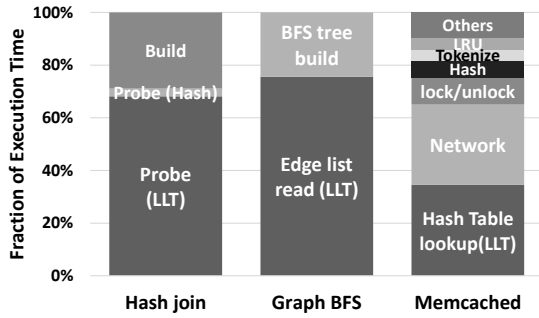 Fraction of Execution Time
100%
80%
60%
40%
20%
0%
Build
Probe (Hash)
Probe
(LLT)
BFS tree
build
Edge list
read (LLT)
Others
LRU
Tokenize
Hash
lock/unlock
Network
Hash Table
lookup(LLT)
Hash join
Graph BFS
Memcached